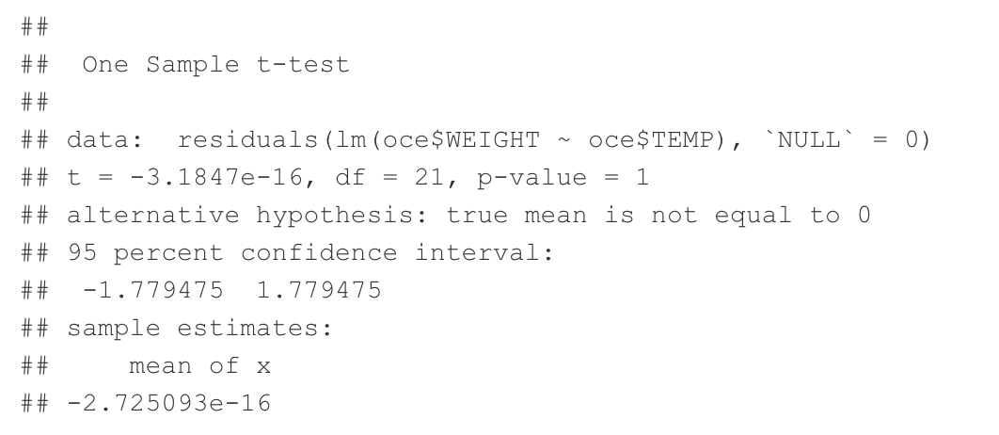 ##
##  One Sample t-test
##
## data:  residuals(lm(oce$WEIGHT ~ oce$TEMP), `NULL` = 0)
## t = -3.1847e-16, df = 21, p-value = 1
## alternative hypothesis: true mean is not equal to 0
## 95 percent confidence interval:
##  -1.779475  1.779475
## sample estimates:
##     mean of x
## -2.725093e-16